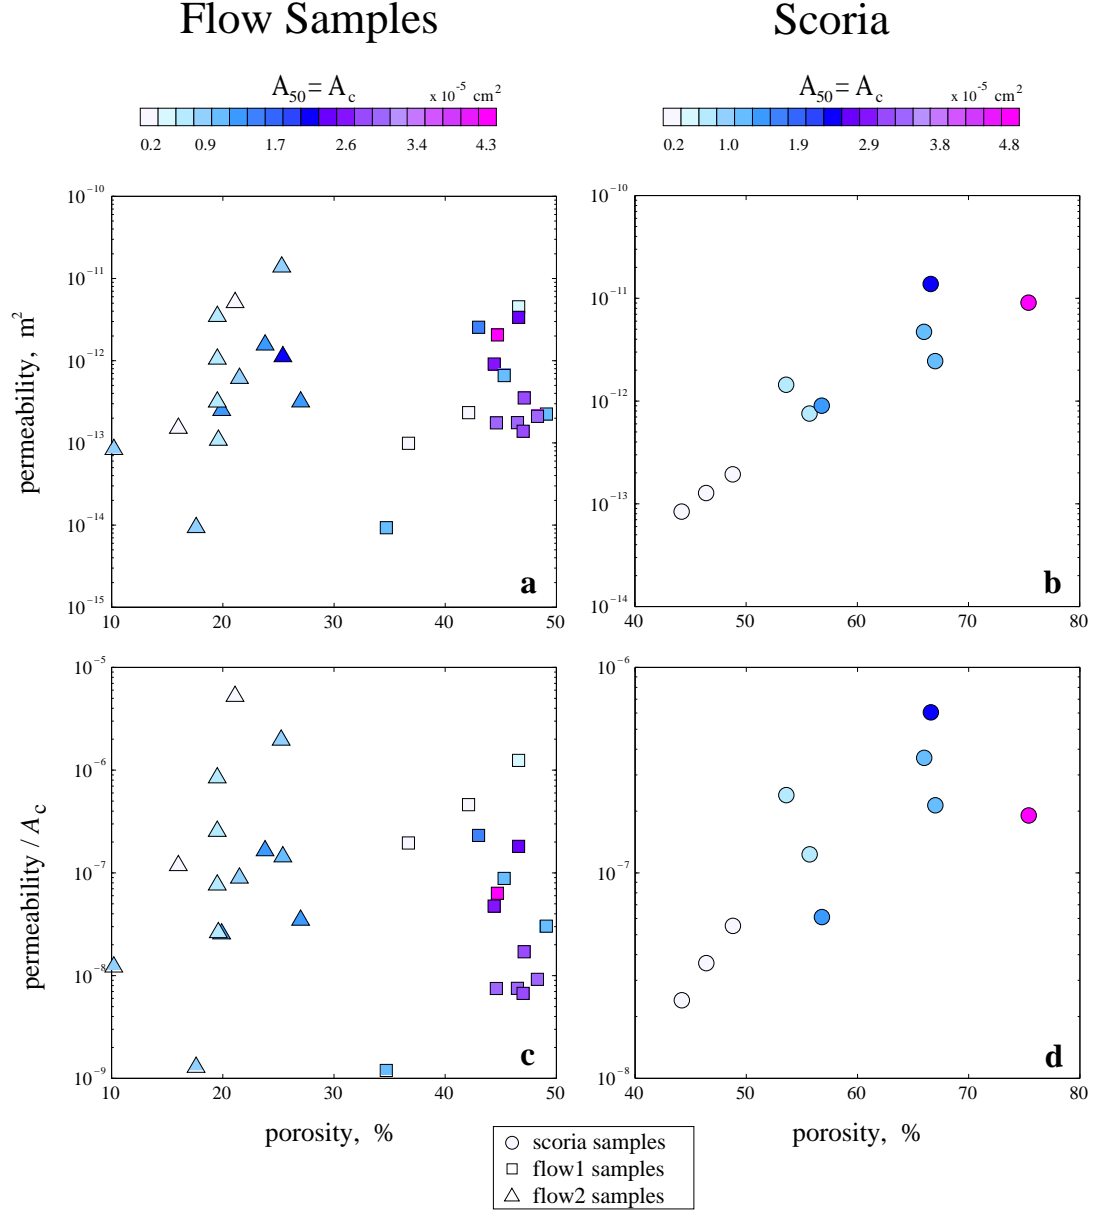 Flow Samples Scoria
A50 = Ac x 10^-5 cm^2 A50 = Ac x 10^-5 cm^2
0.2 0.9 1.7 2.6 3.4 4.3 0.2 1.0 1.9 2.9 3.8 4.8
10^-10
10^-11
10^-12
10^-13
10^-14
10^-15
permeability, m^2
10 20 30 40 50
a
10^-10
10^-11
10^-12
10^-13
10^-14
40 50 60 70 80
b
10^-5
10^-6
10^-7
10^-8
10^-9
permeability / Ac
10 20 30 40 50
c
porosity, %
10^-6
10^-7
10^-8
40 50 60 70 80
d
porosity, %
scoria samples
flow1 samples
flow2 samples